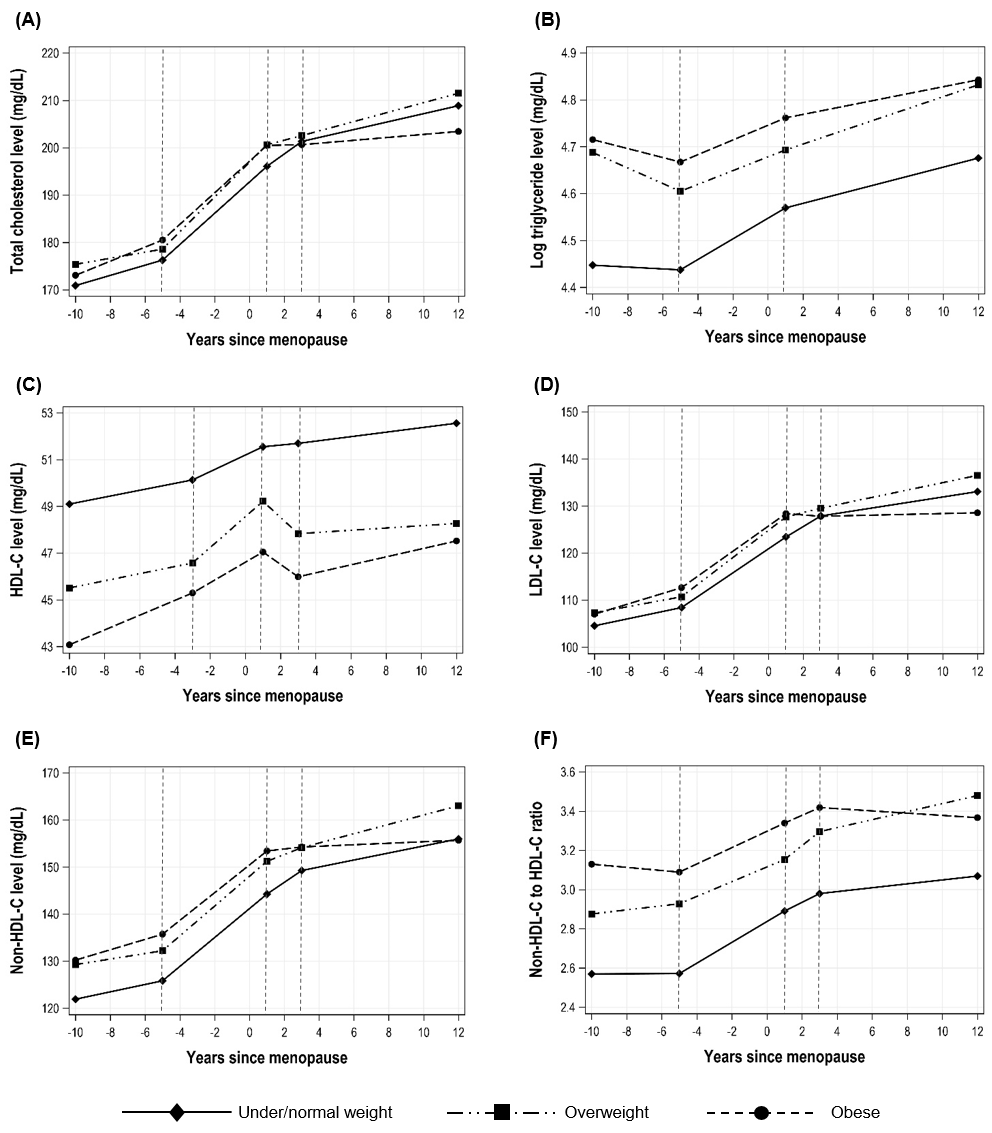 (A)
Total cholesterol level (mg/dL)
220
210
200
190
180
170
-10 -8 -6 -4 -2 0 2 4 6 8 10 12
Years since menopause
(B)
Log triglyceride level (mg/dL)
4.9
4.8
4.7
4.6
4.5
4.4
-10 -8 -6 -4 -2 0 2 4 6 8 10 12
Years since menopause
(C)
HDL-C level (mg/dL)
53
51
49
47
45
43
-10 -8 -6 -4 -2 0 2 4 6 8 10 12
Years since menopause
(D)
LDL-C level (mg/dL)
150
140
130
120
110
100
-10 -8 -6 -4 -2 0 2 4 6 8 10 12
Years since menopause
(E)
Non-HDL-C level (mg/dL)
170
160
150
140
130
120
-10 -8 -6 -4 -2 0 2 4 6 8 10 12
Years since menopause
(F)
Non-HDL-C to HDL-C ratio
3.6
3.4
3.2
3.0
2.8
2.6
2.4
-10 -8 -6 -4 -2 0 2 4 6 8 10 12
Years since menopause
Under/normal weight Overweight Obese